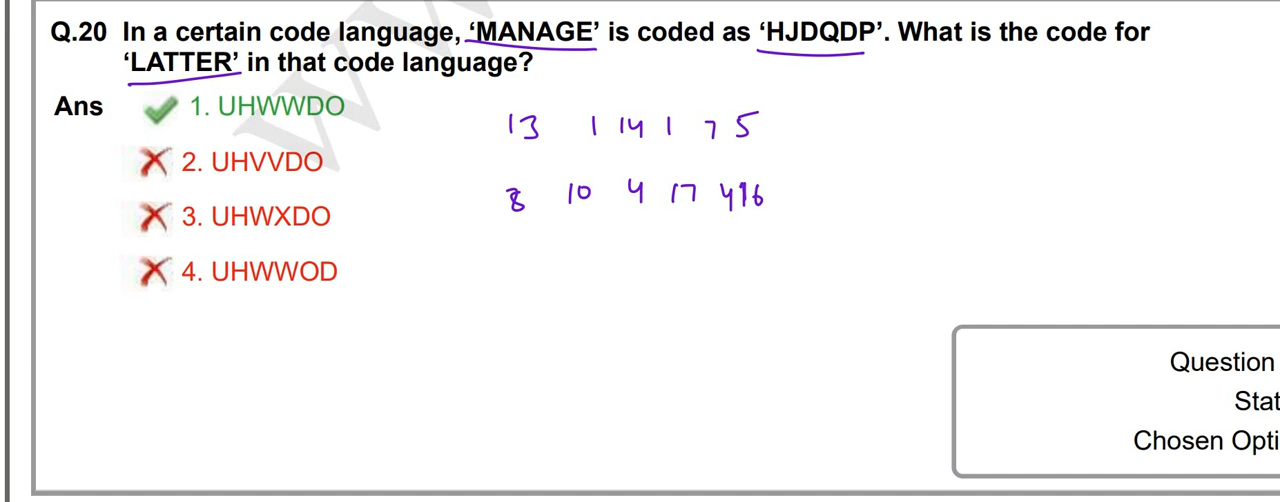 Q.20 In a certain code language, ‘MANAGE’ is coded as ‘HJDQDP’. What is the code for
‘LATTER’ in that code language?
Ans 1. UHWWDO
2. UHVVDO
3. UHWXDO
4. UHWWOD
13 1 14 1 7 5
8 10 4 17 4 16
Question
Stat
Chosen Opti